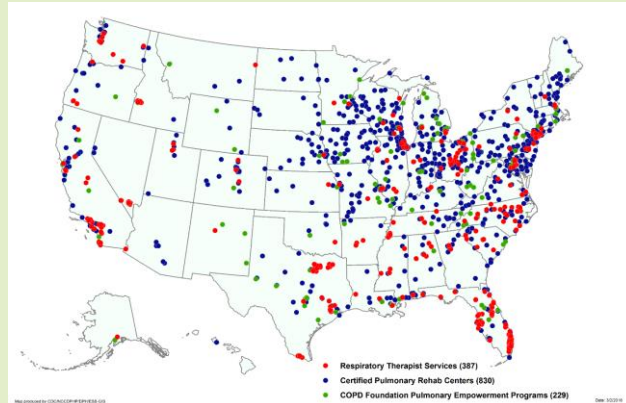 Respiratory Therapist Services (387)
Certified Pulmonary Rehab Centers (830)
COPD Foundation Pulmonary Empowerment Programs (229)